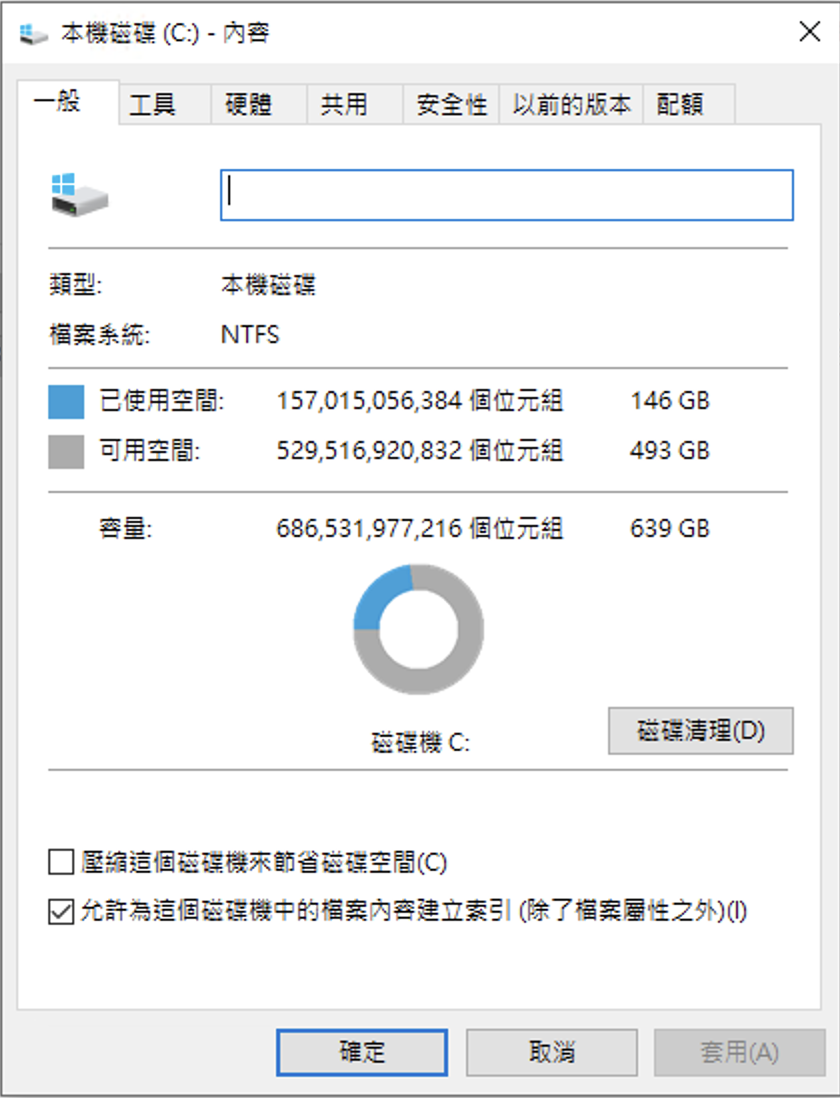 本機磁碟 (C:) - 內容
一般 工具 硬體 共用 安全性 以前的版本 配額
類型: 本機磁碟
檔案系統: NTFS
已使用空間: 157,015,056,384 個位元組 146 GB
可用空間: 529,516,920,832 個位元組 493 GB
容量: 686,531,977,216 個位元組 639 GB
磁碟機 C:
磁碟清理(D)
壓縮這個磁碟機來節省磁碟空間(C)
允許為這個磁碟機中的檔案內容建立索引 (除了檔案屬性之外)(I)
確定 取消 套用(A)